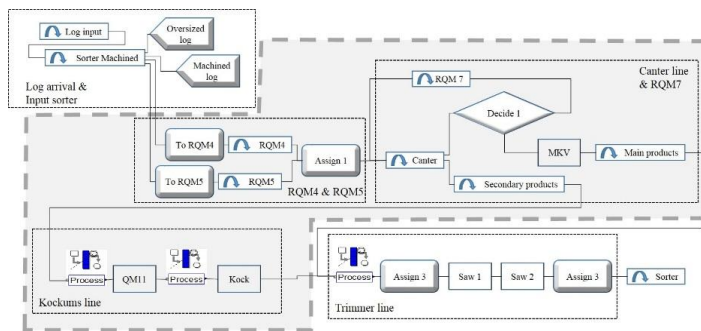 Log input
Oversized
log
Sorter Machined
Machined
log
Log arrival &
Input sorter
RQM 7
Canter line
& RQM7
Decide 1
To RQM4
RQM4
Assign 1
Canter
MKV
Main products
To RQM5
RQM5
RQM4 & RQM5
Secondary products
Process
QM11
Process
Kock
Kockums line
Process
Assign 3
Saw 1
Saw 2
Assign 3
Sorter
Trimmer line